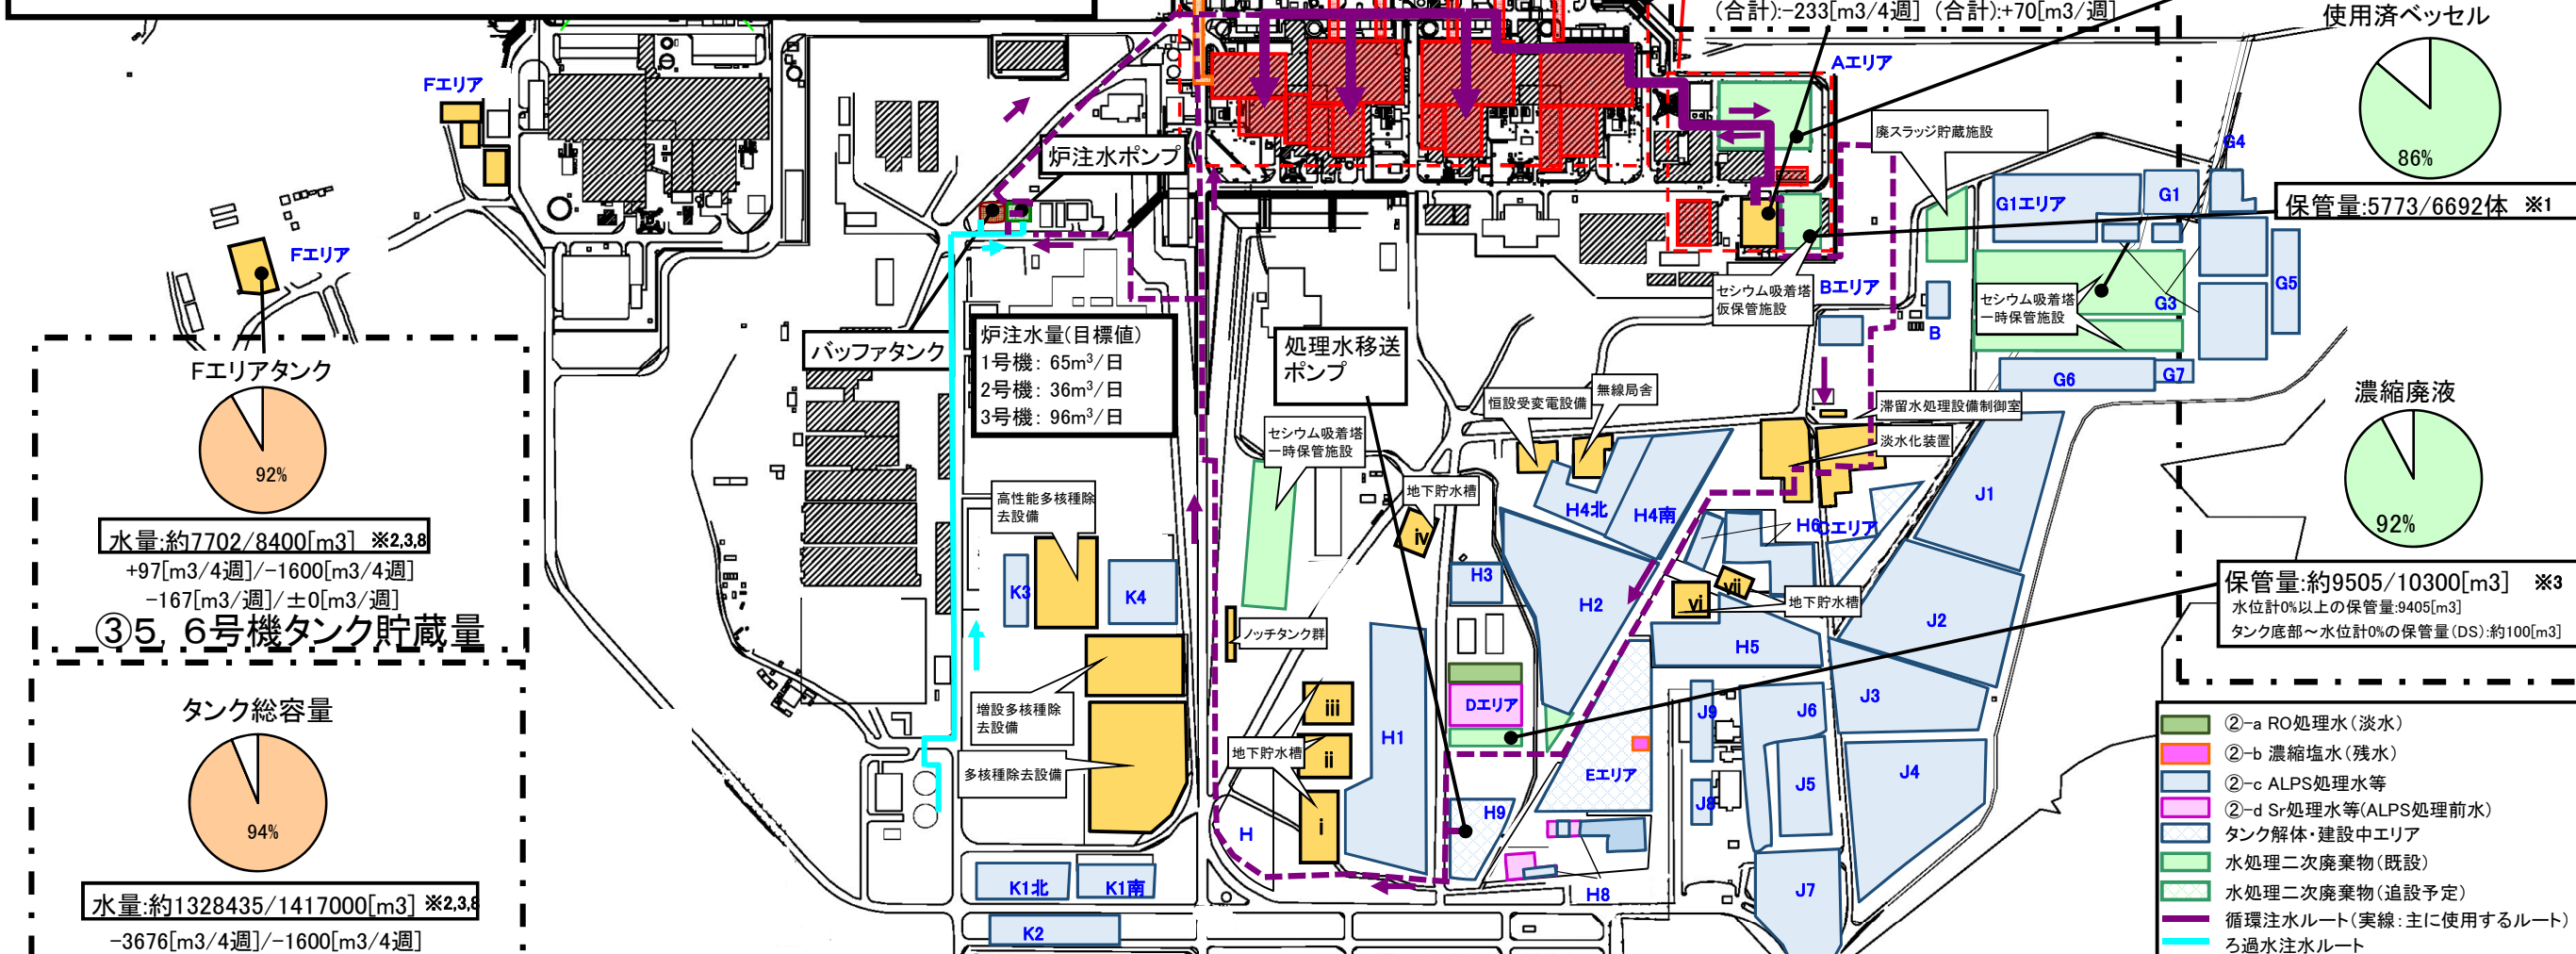 (合計):-233[m3/4週] (合計):+70[m3/週]
使用済ベッセル
86%
保管量:5773/6692体 ※1
Fエリア
Fエリア
Aエリア
廃スラッジ貯蔵施設
G4
G1エリア
G1
G3
G5
G6
G7
炉注水ポンプ
セシウム吸着塔
仮保管施設
Bエリア
B
セシウム吸着塔
一時保管施設
バッファタンク
炉注水量(目標値)
1号機: 65m³/日
2号機: 36m³/日
3号機: 96m³/日
処理水移送
ポンプ
恒設受変電設備
無線局舎
滞留水処理設備制御室
淡水化装置
濃縮廃液
92%
保管量:約9505/10300[m3] ※3
水位計0%以上の保管量:9405[m3]
タンク底部~水位計0%の保管量(DS):約100[m3]
Fエリアタンク
92%
水量:約7702/8400[m3] ※2,3,8
+97[m3/4週]/-1600[m3/4週]
-167[m3/週]/±0[m3/週]
③5, 6号機タンク貯蔵量
タンク総容量
94%
水量:約1328435/1417000[m3] ※2,3,8
-3676[m3/4週]/-1600[m3/4週]
セシウム吸着塔
一時保管施設
高性能多核種除
去設備
地下貯水槽
iv
K3
K4
H4北
H4南
H6
Cエリア
J1
H3
H2
vi
vii
地下貯水槽
J2
ノッチタンク群
H5
増設多核種除
去設備
多核種除去設備
iii
ii
i
地下貯水槽
H1
H
Dエリア
Eエリア
H9
H8
J9
J8
J6
J5
J3
J4
J7
K1北
K1南
K2
②-a RO処理水(淡水)
②-b 濃縮塩水(残水)
②-c ALPS処理水等
②-d Sr処理水等(ALPS処理前水)
タンク解体・建設中エリア
水処理二次廃棄物(既設)
水処理二次廃棄物(追設予定)
循環注水ルート(実線:主に使用するルート)
ろ過水注水ルート